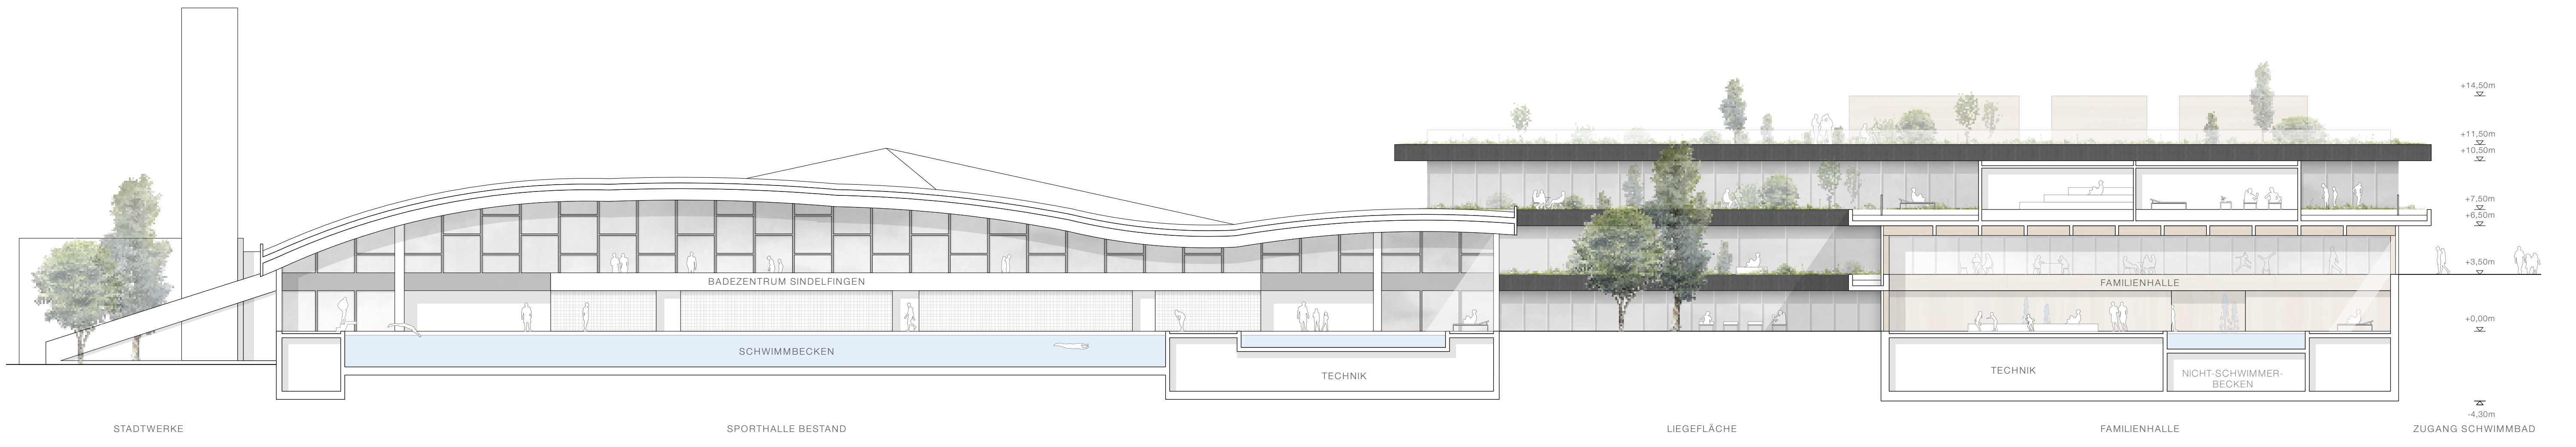 +14,50m
+11,50m
+10,50m
+7,50m
+6,50m
+3,50m
BADEZENTRUM SINDELFINGEN
FAMILIENHALLE
+0,00m
SCHWIMMBECKEN
TECHNIK
TECHNIK
NICHT-SCHWIMMER-
BECKEN
-4,30m
STADTWERKE
SPORTHALLE BESTAND
LIEGEFLÄCHE
FAMILIENHALLE
ZUGANG SCHWIMMBAD